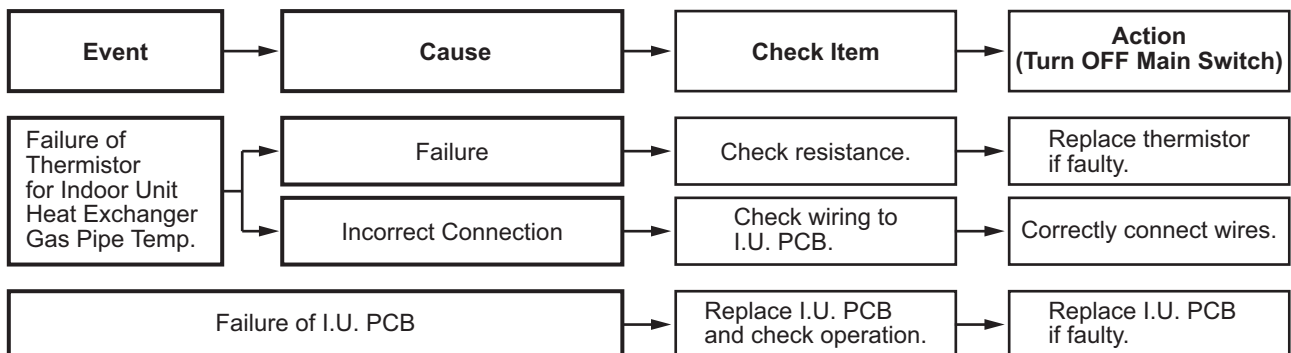 Event
Cause
Check Item
Action
(Turn OFF Main Switch)
Failure of
Thermistor
for Indoor Unit
Heat Exchanger
Gas Pipe Temp.
Failure
Check resistance.
Replace thermistor
if faulty.
Incorrect Connection
Check wiring to
I.U. PCB.
Correctly connect wires.
Failure of I.U. PCB
Replace I.U. PCB
and check operation.
Replace I.U. PCB
if faulty.